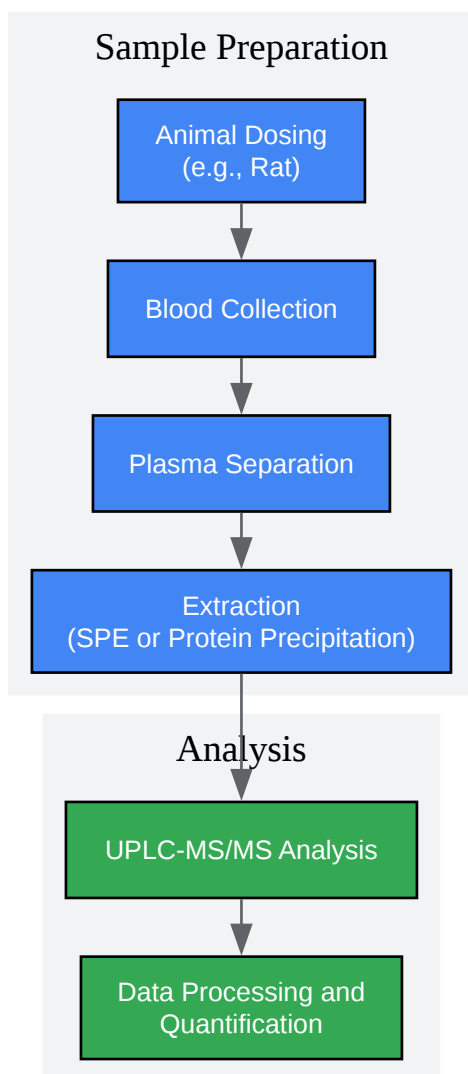 Sample Preparation
Animal Dosing
(e.g., Rat)
Blood Collection
Plasma Separation
Extraction
(SPE or Protein Precipitation)
Analysis
UPLC-MS/MS Analysis
Data Processing and
Quantification